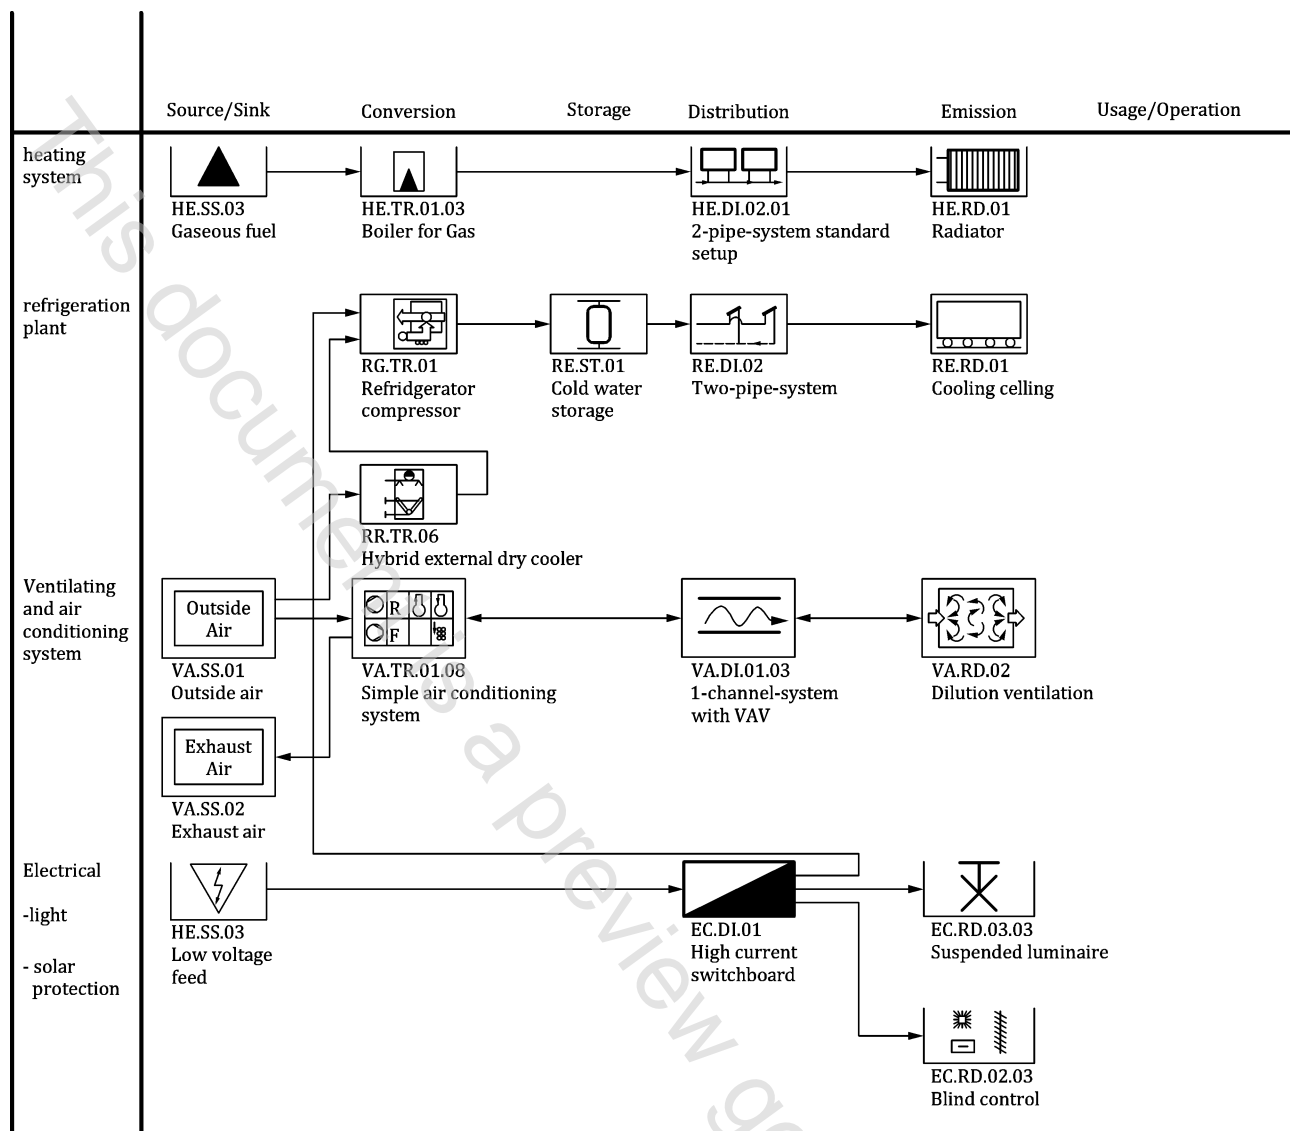 Source/Sink Conversion Storage Distribution Emission Usage/Operation
heating
system
HE.SS.03
Gaseous fuel
HE.TR.01.03
Boiler for Gas
HE.DI.02.01
2-pipe-system standard
setup
HE.RD.01
Radiator
refrigeration
plant
RG.TR.01
Refridgerator
compressor
RE.ST.01
Cold water
storage
RE.DI.02
Two-pipe-system
RE.RD.01
Cooling celling
RR.TR.06
Hybrid external dry cooler
Ventilating
and air
conditioning
system
Outside
Air
VA.SS.01
Outside air
R
F
VA.TR.01.08
Simple air conditioning
system
VA.DI.01.03
1-channel-system
with VAV
VA.RD.02
Dilution ventilation
Exhaust
Air
VA.SS.02
Exhaust air
Electrical
-light
- solar
protection
HE.SS.03
Low voltage
feed
EC.DI.01
High current
switchboard
EC.RD.03.03
Suspended luminaire
EC.RD.02.03
Blind control
This document is a preview ge